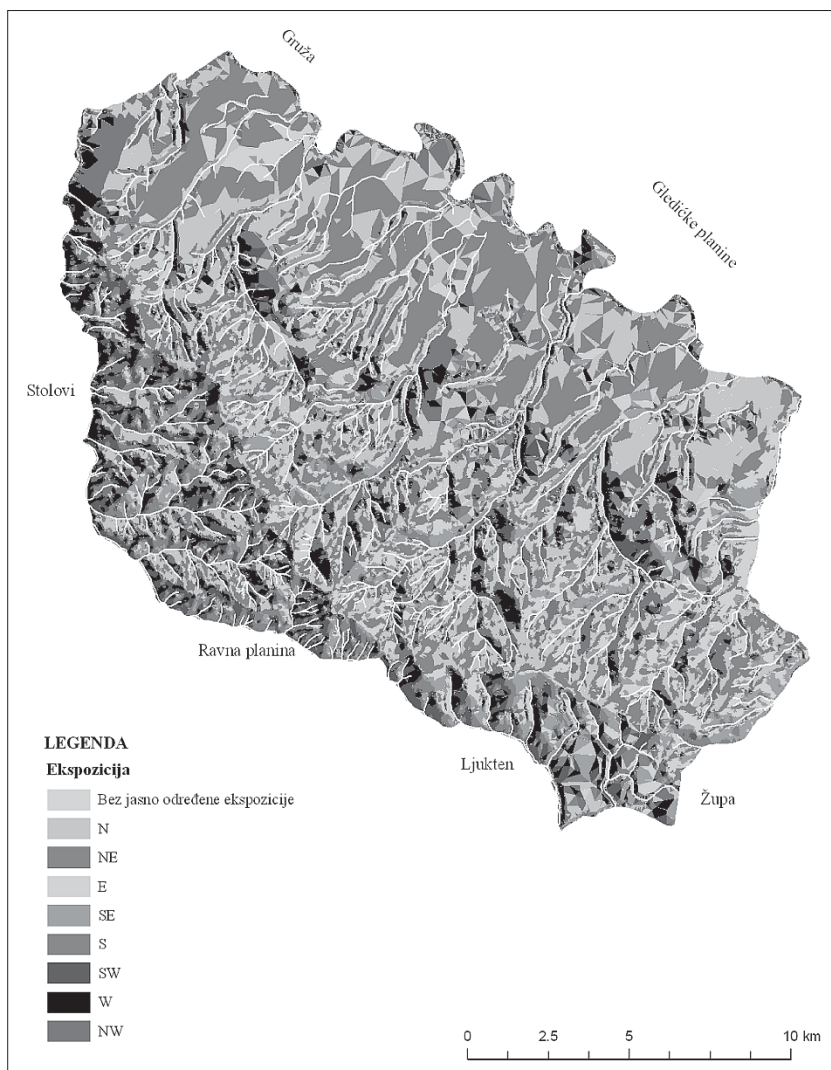 Gruža
Gledićke planine
Stolovi
Ravna planina
Ljukten
Župa
LEGENDA
Ekspozicija
Bez jasno određene ekspozicije
N
NE
E
SE
S
SW
W
NW
0 2.5 5 10 km